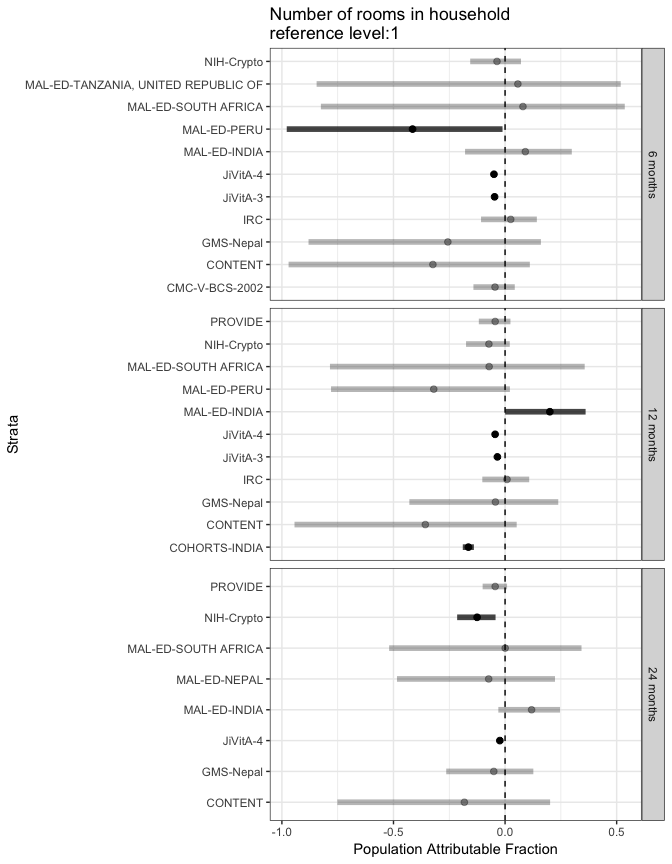 Number of rooms in household
reference level:1
NIH-Crypto
MAL-ED-TANZANIA, UNITED REPUBLIC OF
MAL-ED-SOUTH AFRICA
MAL-ED-PERU
MAL-ED-INDIA
JiVitA-4
JiVitA-3
IRC
GMS-Nepal
CONTENT
CMC-V-BCS-2002
6 months
PROVIDE
NIH-Crypto
MAL-ED-SOUTH AFRICA
MAL-ED-PERU
MAL-ED-INDIA
JiVitA-4
JiVitA-3
IRC
GMS-Nepal
CONTENT
COHORTS-INDIA
12 months
PROVIDE
NIH-Crypto
MAL-ED-SOUTH AFRICA
MAL-ED-NEPAL
MAL-ED-INDIA
JiVitA-4
GMS-Nepal
CONTENT
24 months
Strata
-1.0 -0.5 0.0 0.5
Population Attributable Fraction